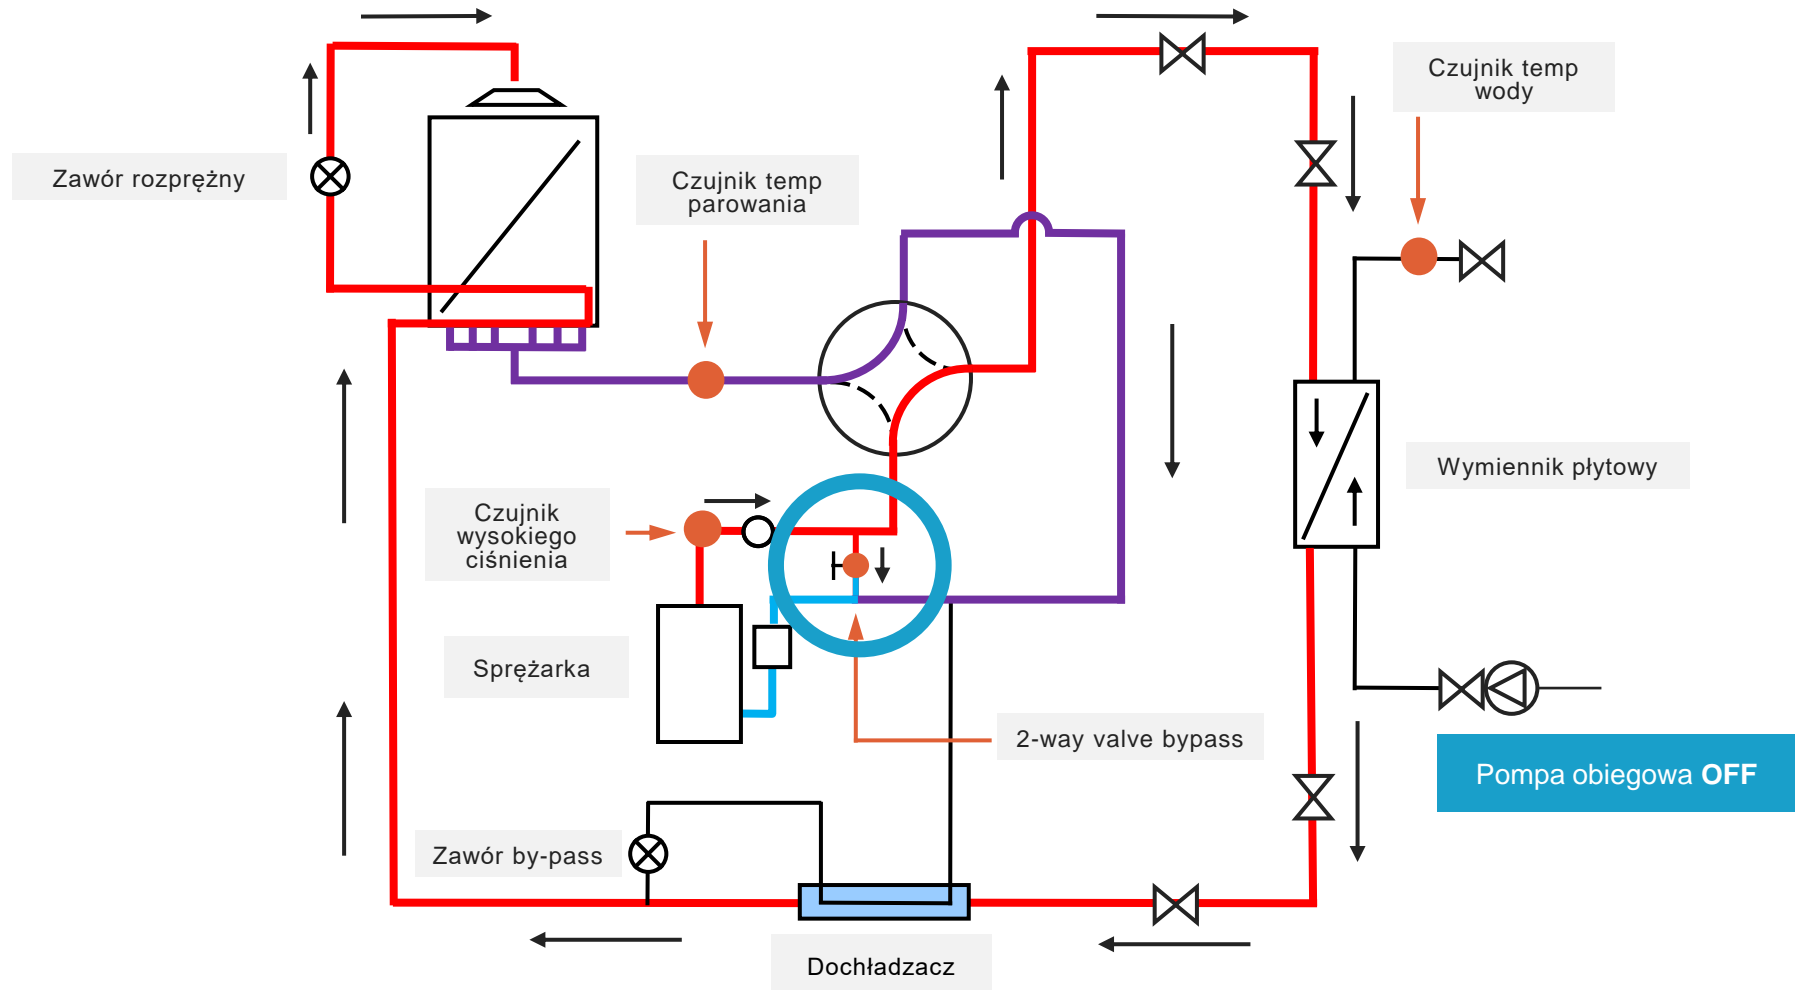 Czujnik temp
wody
Zawór rozprężny
Czujnik temp
parowania
Wymiennik płytowy
Czujnik
wysokiego
ciśnienia
Sprężarka
2-way valve bypass
Pompa obiegowa OFF
Zawór by-pass
Dochładzacz